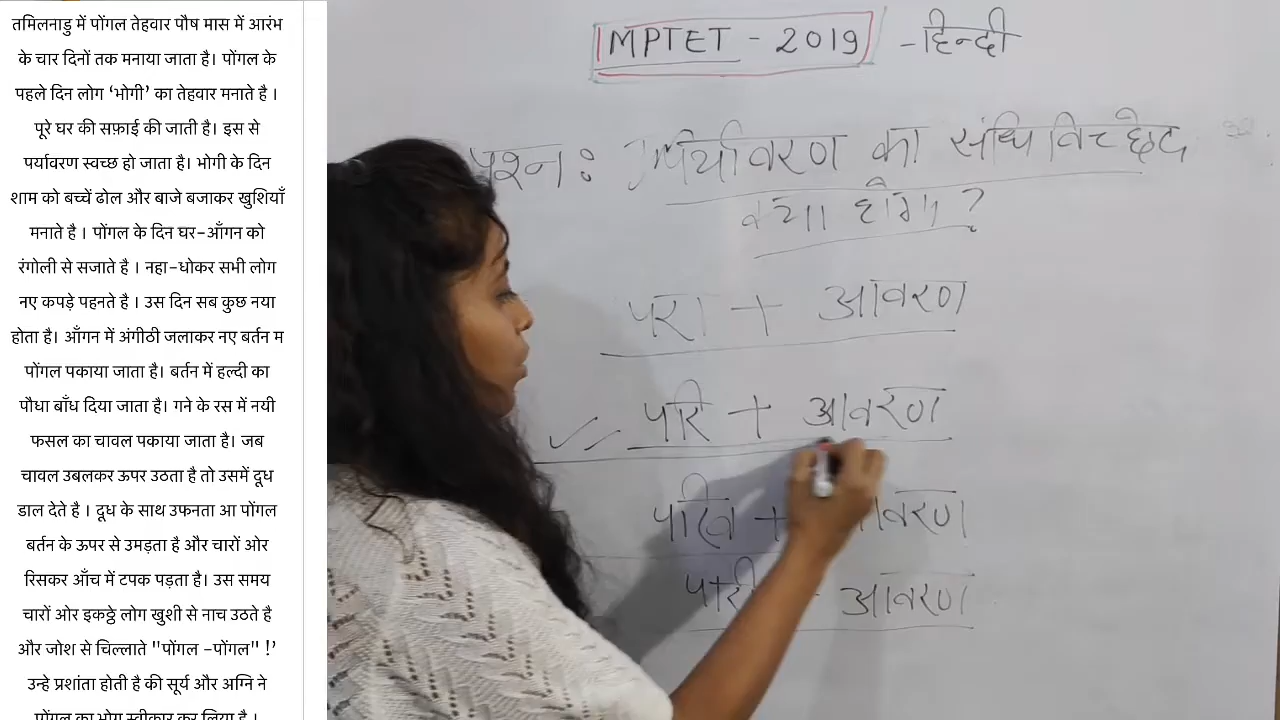 तमिलनाडु में पोंगल तेहवार पौष मास में आरंभ
के चार दिनों तक मनाया जाता है। पोंगल के
पहले दिन लोग ‘भोगी’ का तेहवार मनाते है ।
पूरे घर की सफ़ाई की जाती है। इस से
पर्यावरण स्वच्छ हो जाता है। भोगी के दिन
शाम को बच्चें ढोल और बाजे बजाकर खुशियाँ
मनाते है । पोंगल के दिन घर-आँगन को
रंगोली से सजाते है । नहा-धोकर सभी लोग
नए कपड़े पहनते है । उस दिन सब कुछ नया
होता है। आँगन में अंगीठी जलाकर नए बर्तन म
पोंगल पकाया जाता है। बर्तन में हल्दी का
पौधा बाँध दिया जाता है। गन के रस में नयी
फसल का चावल पकाया जाता है। जब
चावल उबलकर ऊपर उठता है तो उसमें दूध
डाल देते है । दूध के साथ उफनता आ पोंगल
बर्तन के ऊपर से उमड़ता है और चारों ओर
रिसकर आँच में टपक पड़ता है। उस समय
चारों ओर इकठ्ठे लोग खुशी से नाच उठते है
और जोश से चिल्लाते "पोंगल -पोंगल" !’
उन्हे प्रशांता होती है की सूर्य और अग्नि ने
पोंगल का भोग स्वीकार कर लिया है ।
MPTET - 2019 - हिन्दी
प्रश्न: पर्यावरण का संधि विच्छेद
क्या होगा ?
परा + आवरण
परि + आवरण
+ आवरण
परी आवरण